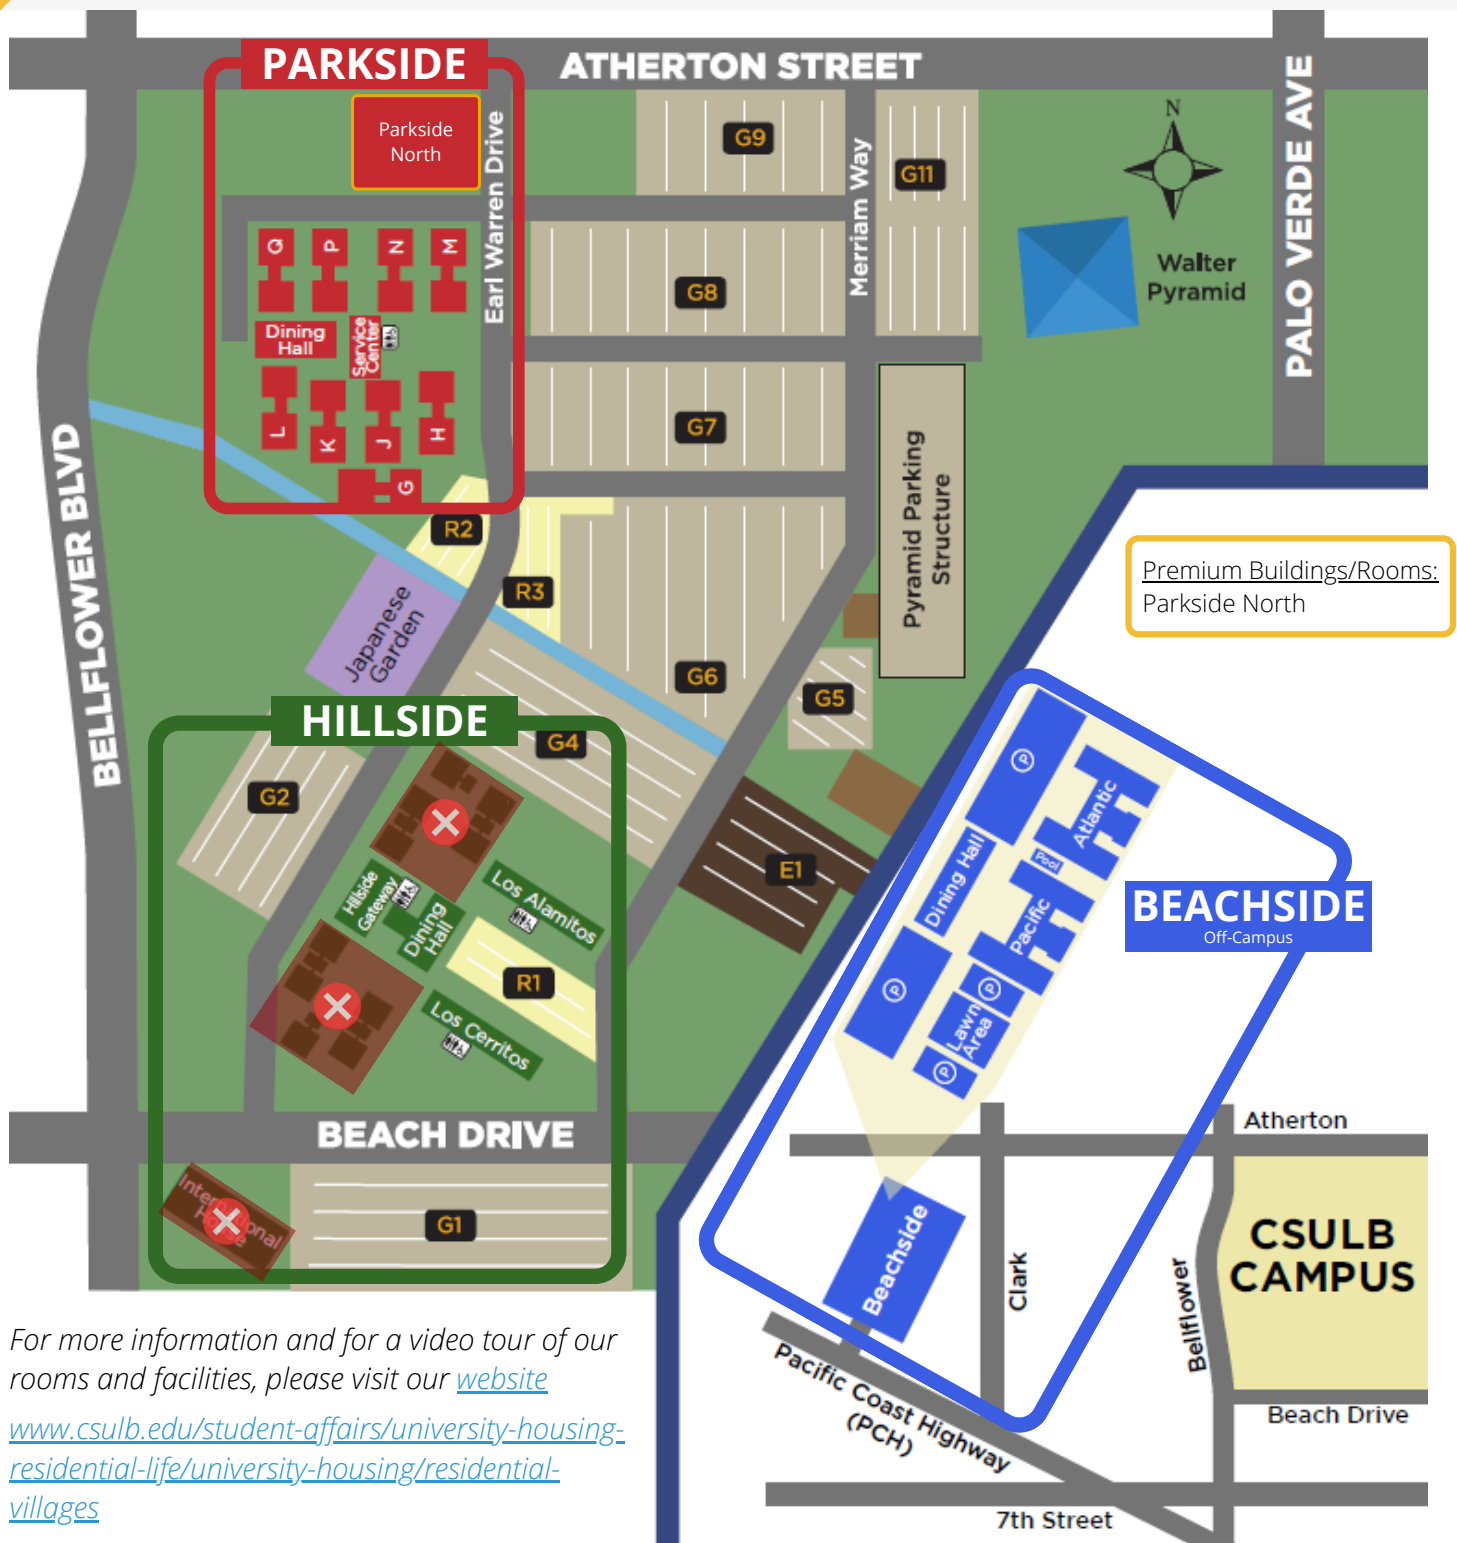 PARKSIDE
ATHERTON STREET
PALO VERDE AVE
Parkside
North
Earl Warren Drive
G9
Merriam Way
G11
N
Walter
Pyramid
Q
P
N
M
G8
Dining
Hall
Service
Center
L
K
J
H
G
G7
Pyramid Parking
Structure
BELLFLOWER BLVD
R2
R3
Japanese
Garden
G6
G5
Premium Buildings/Rooms:
Parkside North
HILLSIDE
G4
G2
E1
Hillside
Gateway
Dining
Hall
Los Alamitos
R1
Los Cerritos
BEACH DRIVE
International
House
G1
P
Atlantic
Pool
Dining Hall
Pacific
BEACHSIDE
Off-Campus
P
P
Lawn
Area
P
Atherton
Beachside
Clark
Bellflower
CSULB
CAMPUS
Beach Drive
Pacific Coast Highway
(PCH)
7th Street
For more information and for a video tour of our
rooms and facilities, please visit our website
www.csulb.edu/student-affairs/university-housing-
residential-life/university-housing/residential-
villages